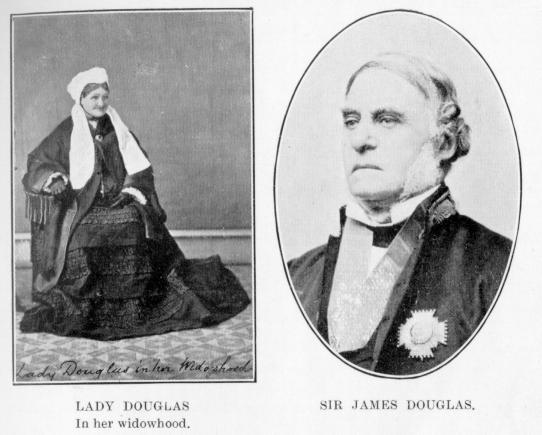 Lady Douglas in her Widowhood
LADY DOUGLAS
In her widowhood.
SIR JAMES DOUGLAS.